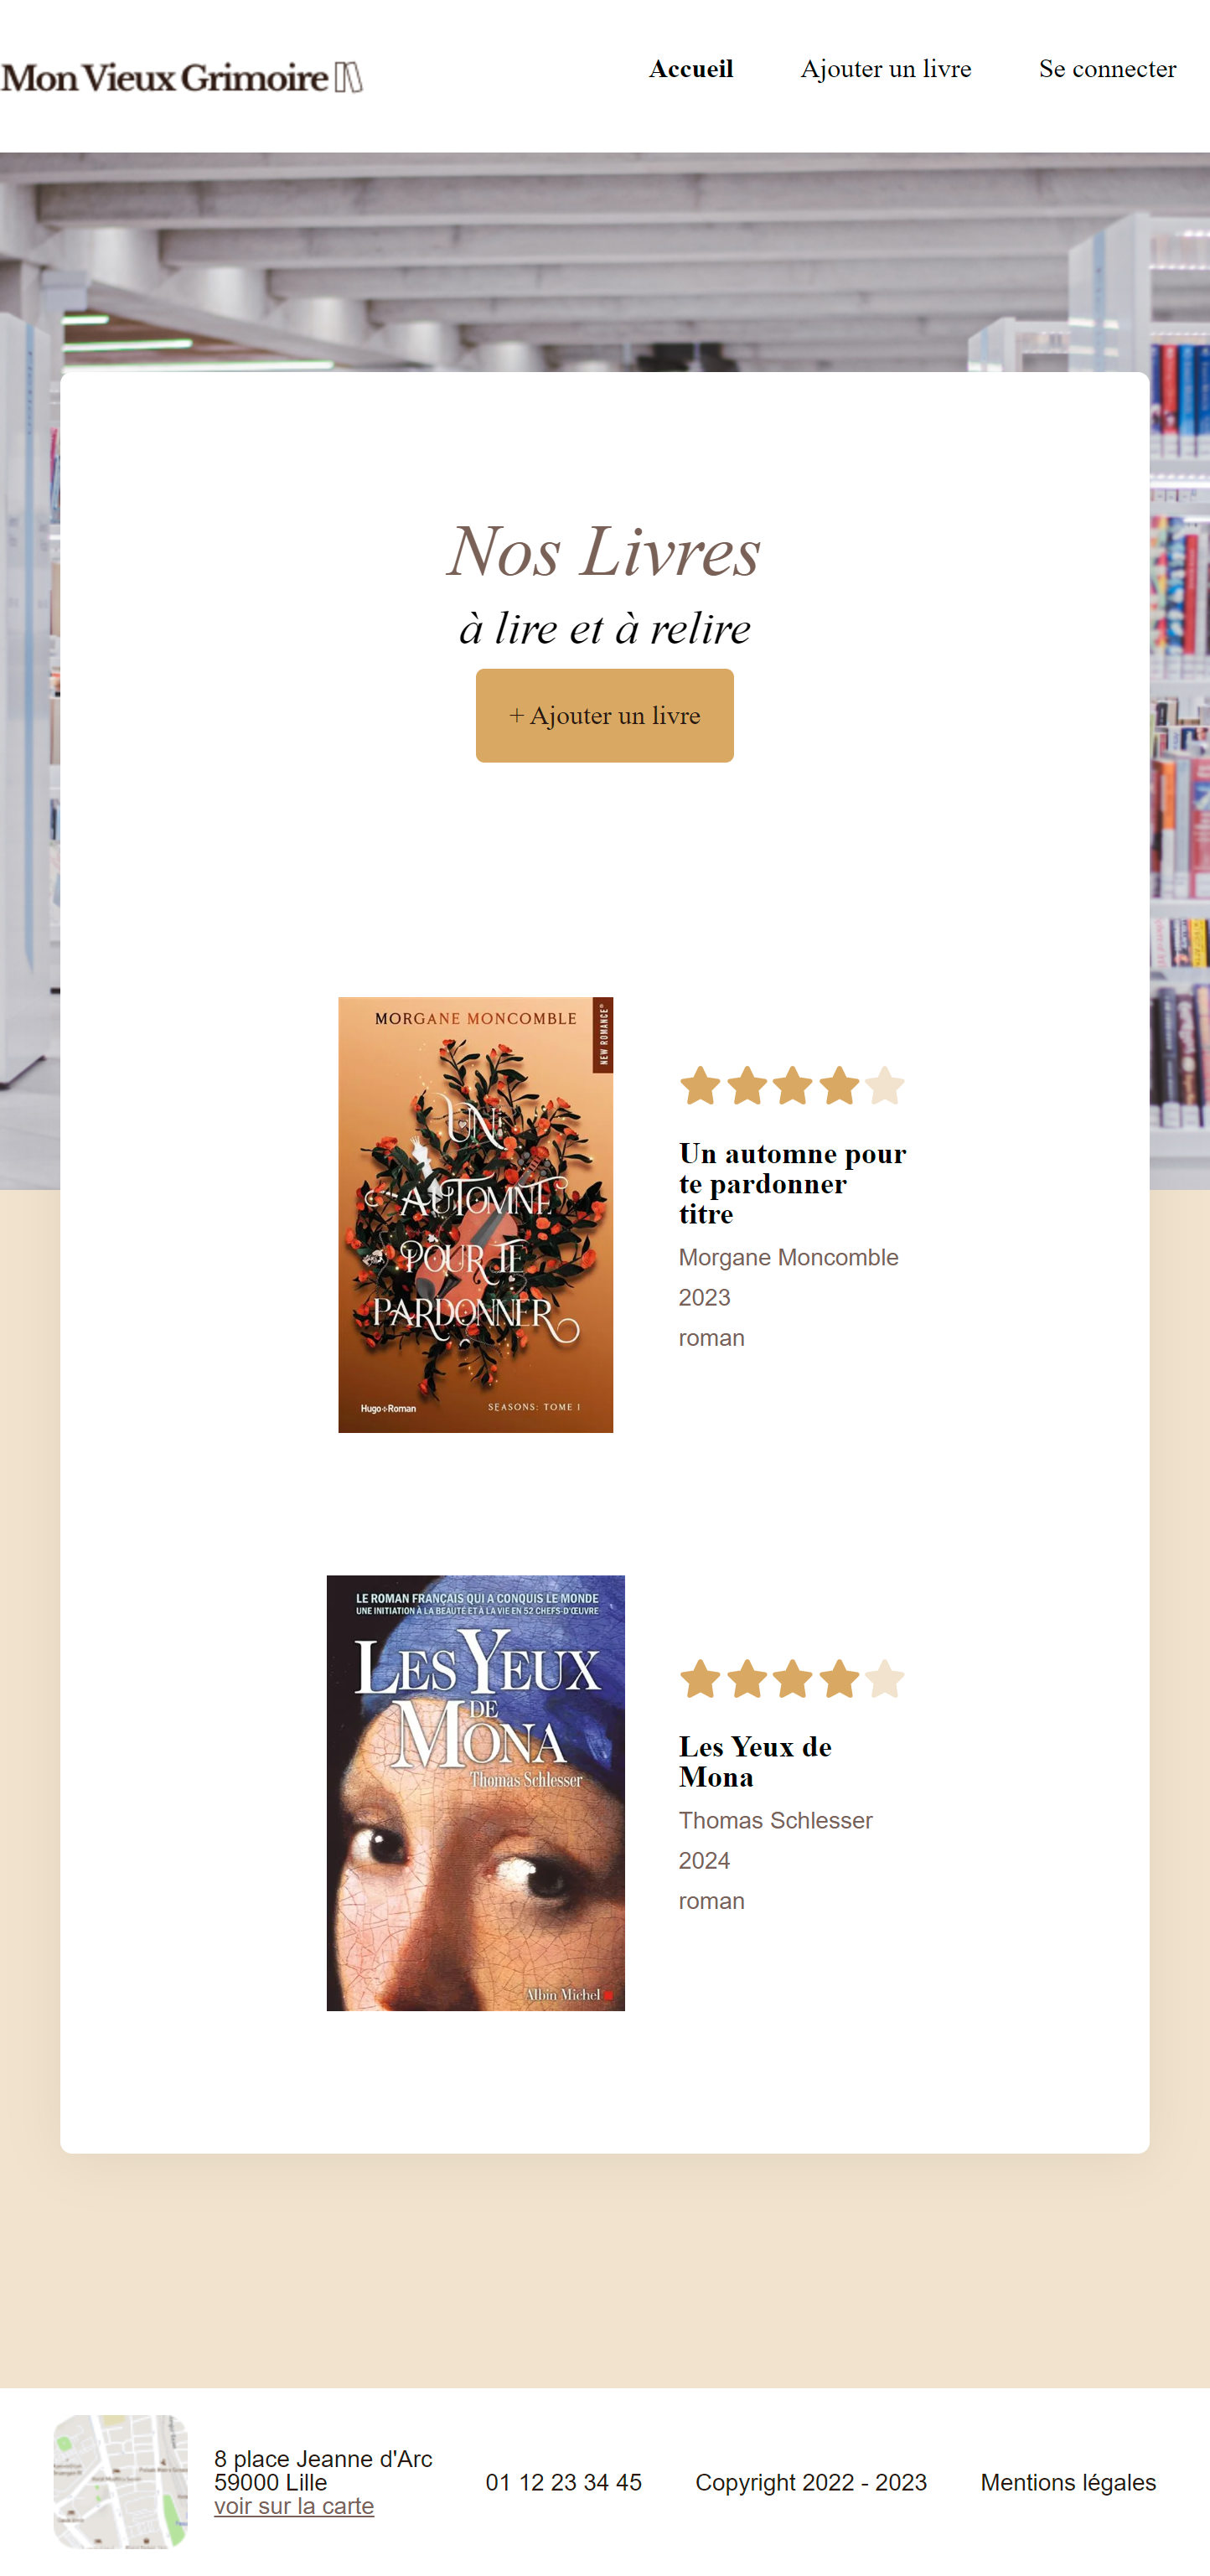 Mon Vieux Grimoire
Accueil
Ajouter un livre
Se connecter
Nos Livres
à lire et à relire
+ Ajouter un livre
MORGANE MONCOMBLE
NEW ROMANCE®
UN
AUTOMNE
POUR TE
PARDONNER
Hugo Roman
SEASONS: TOME 1
Un automne pour
te pardonner
titre
Morgane Moncomble
2023
roman
LE ROMAN FRANÇAIS QUI A CONQUIS LE MONDE
UNE INITIATION À LA BEAUTÉ ET À LA VIE EN 52 CHEFS-D'ŒUVRE
LES YEUX
DE
MONA
Thomas Schlesser
Albin Michel
Les Yeux de
Mona
Thomas Schlesser
2024
roman
8 place Jeanne d'Arc
59000 Lille
voir sur la carte
01 12 23 34 45
Copyright 2022 - 2023
Mentions légales